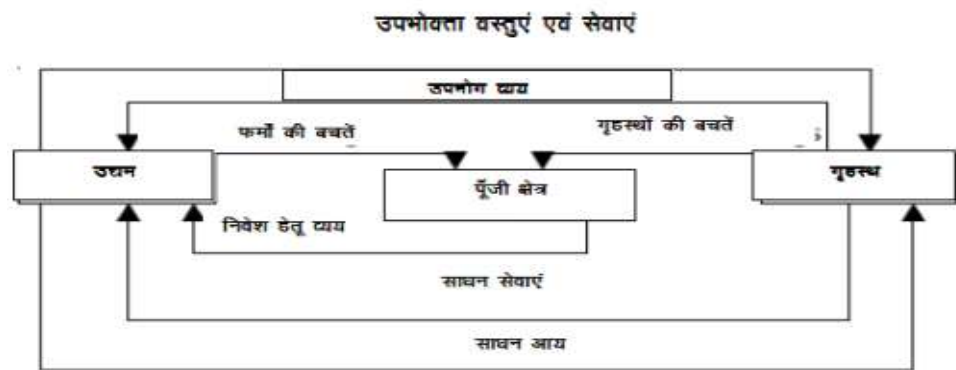 उपभोक्ता वस्तुएं एवं सेवाएं
उपभोग व्यय
फर्मों की बचतें
गृहस्थों की बचतें
उद्यम
पूँजी क्षेत्र
गृहस्थ
निवेश हेतू व्यय
साधन सेवाएं
साधन आय